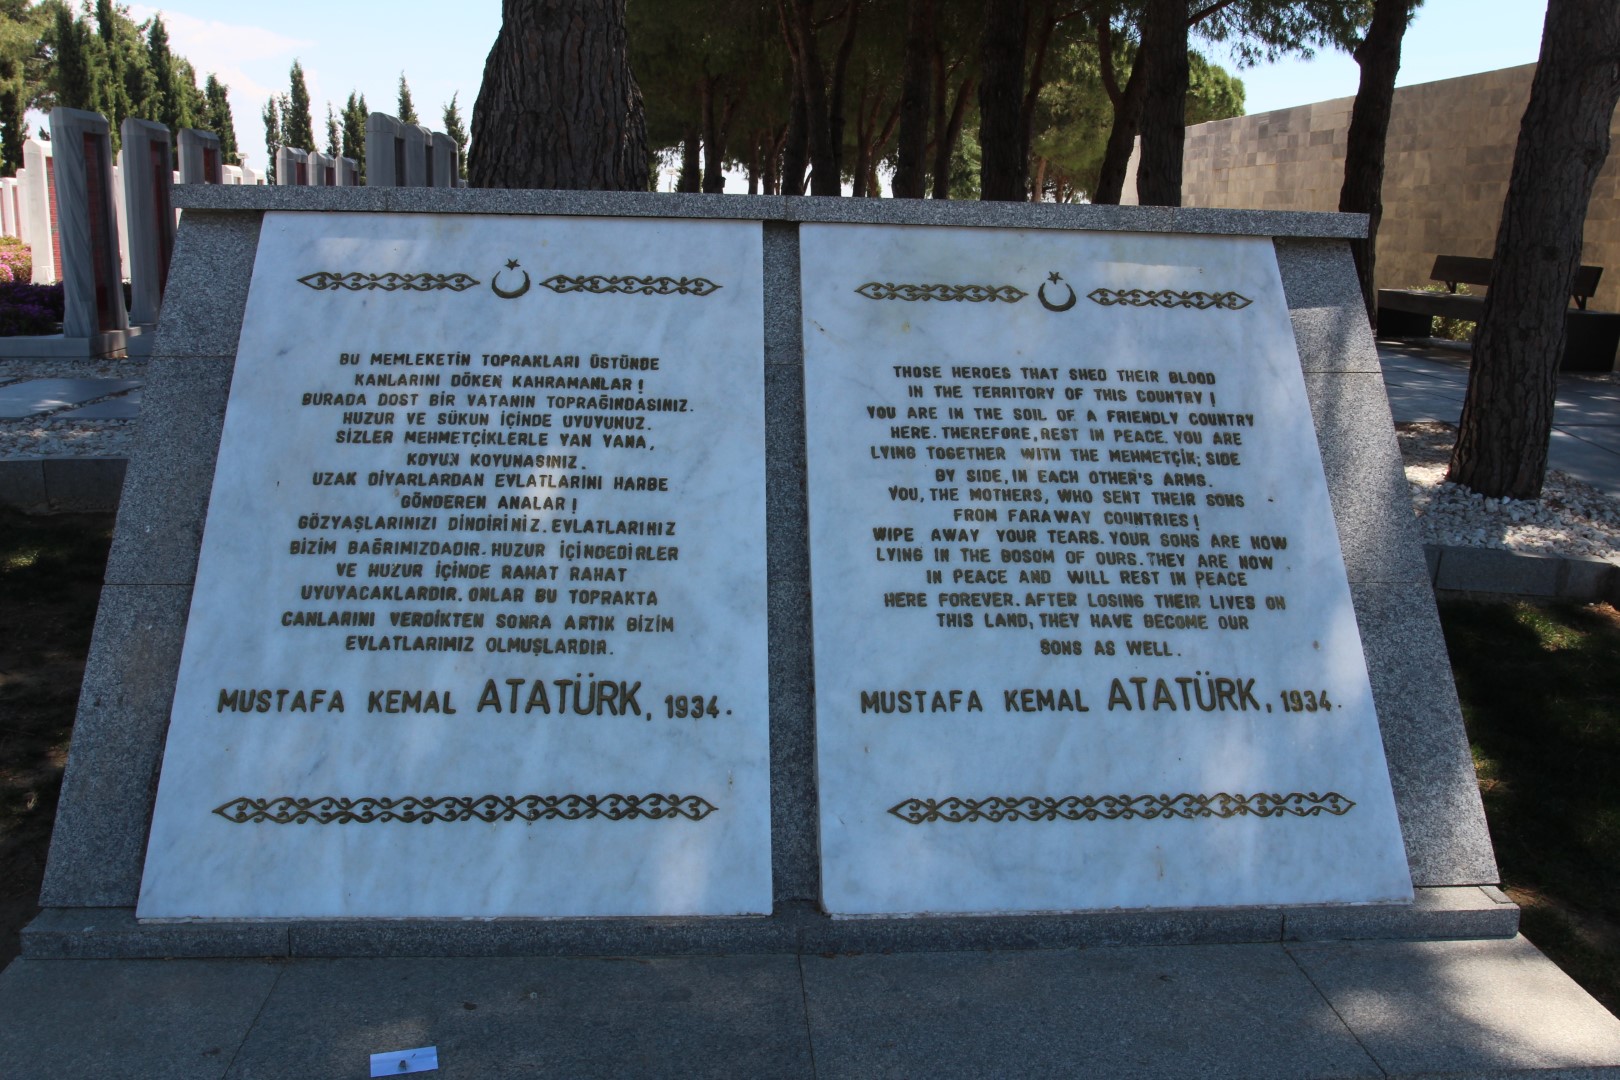 BU MEMLEKETİN TOPRAKLARI ÜSTÜNDE
KANLARINI DÖKEN KAHRAMANLAR!
BURADA DOST BİR VATANIN TOPRAĞINDASINIZ.
HUZUR VE SÜKUN İÇİNDE UYUYUNUZ.
SİZLER MEHMETÇİKLERLE YAN YANA,
KOYUN KOYUNASINIZ.
UZAK DİYARLARDAN EVLATLARINI HARBE
GÖNDEREN ANALAR!
GÖZYAŞLARINIZI DİNDİRİNİZ. EVLATLARINIZ
BİZİM BAĞRIMIZDADIR. HUZUR İÇİNDEDİRLER
VE HUZUR İÇİNDE RAHAT RAHAT
UYUYACAKLARDIR. ONLAR BU TOPRAKTA
CANLARINI VERDİKTEN SONRA ARTIK BİZİM
EVLATLARIMIZ OLMUŞLARDIR.
MUSTAFA KEMAL ATATÜRK, 1934.
THOSE HEROES THAT SHED THEIR BLOOD
IN THE TERRITORY OF THIS COUNTRY!
YOU ARE IN THE SOIL OF A FRIENDLY COUNTRY
HERE. THEREFORE, REST IN PEACE. YOU ARE
LYING TOGETHER WITH THE MEHMETÇİK; SIDE
BY SIDE, IN EACH OTHER'S ARMS.
YOU, THE MOTHERS, WHO SENT THEIR SONS
FROM FARAWAY COUNTRIES!
WIPE AWAY YOUR TEARS. YOUR SONS ARE NOW
LYING IN THE BOSOM OF OURS. THEY ARE NOW
IN PEACE AND WILL REST IN PEACE
HERE FOREVER. AFTER LOSING THEIR LIVES ON
THIS LAND, THEY HAVE BECOME OUR
SONS AS WELL.
MUSTAFA KEMAL ATATÜRK, 1934.